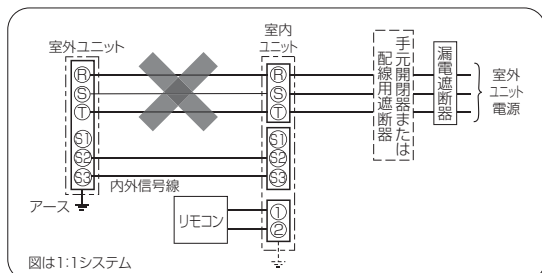 室外ユニット
室内
ユニット
手元開閉器または
配線用遮断器
漏電遮断器
室外
ユニット
電源
R
S
T
S1
S2
S3
R
S
T
S1
S2
S3
アース
内外信号線
リモコン
①
②
図は1:1システム